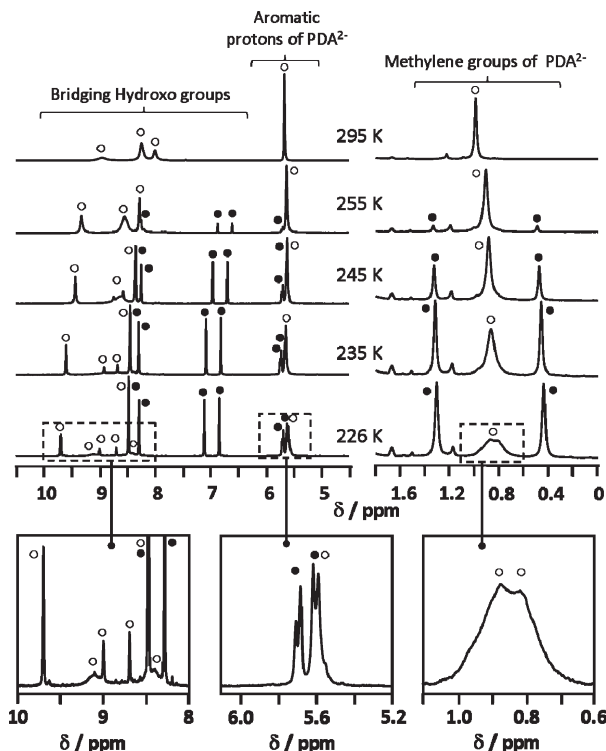 Aromatic
protons of PDA²⁻
Methylene groups of PDA²⁻
Bridging Hydroxo groups
295 K
255 K
245 K
235 K
226 K
10 9 8 7 6 5
1.6 1.2 0.8 0.4 0
δ / ppm
δ / ppm
10 9 8
6.0 5.6 5.2
1.0 0.8 0.6
δ / ppm
δ / ppm
δ / ppm